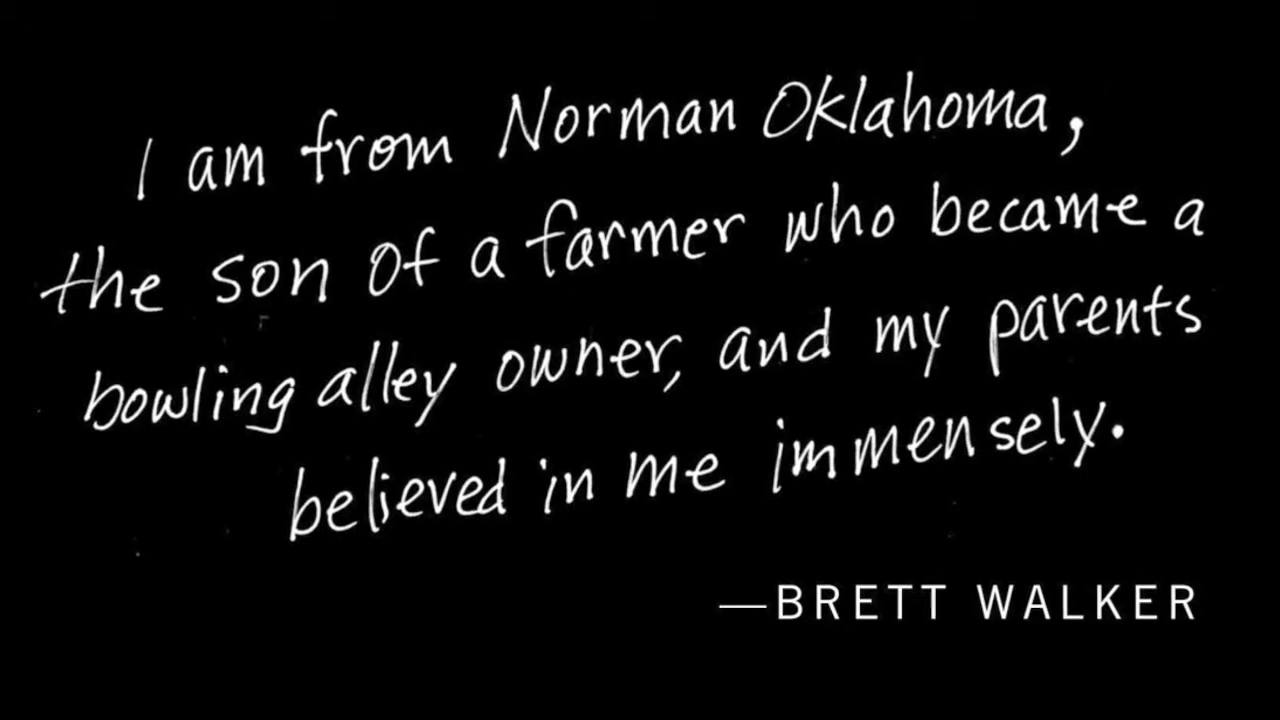 I am from Norman Oklahoma,
the son of a farmer who became a
bowling alley owner, and my parents
believed in me immensely.
—BRETT WALKER